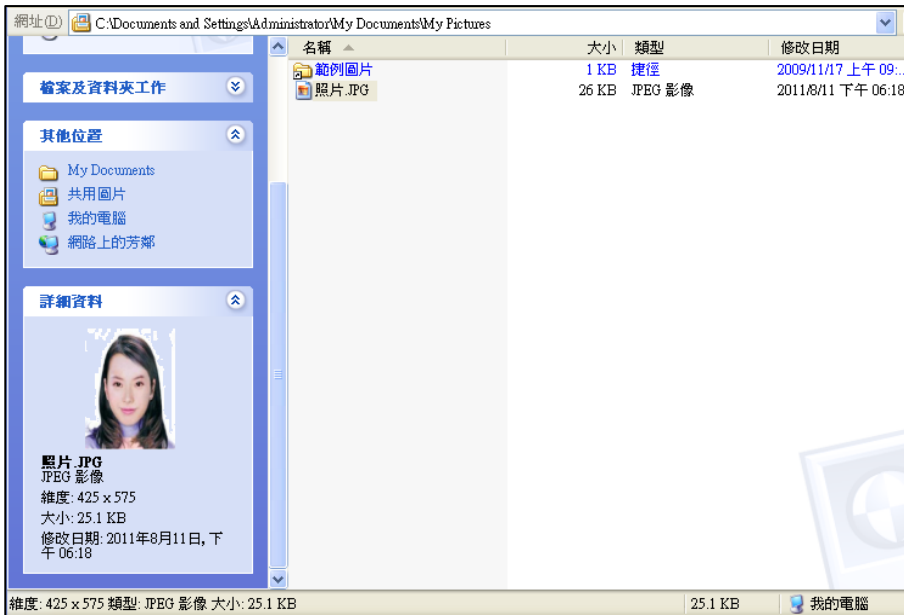 網址(D) C:\Documents and Settings\Administrator\My Documents\My Pictures
檔案及資料夾工作
其他位置
My Documents
共用圖片
我的電腦
網路上的芳鄰
詳細資料
照片.JPG
JPEG 影像
維度: 425 x 575
大小: 25.1 KB
修改日期: 2011年8月11日, 下
午 06:18
名稱 大小 類型 修改日期
範例圖片 1 KB 捷徑 2009/11/17 上午 09:...
照片.JPG 26 KB JPEG 影像 2011/8/11 下午 06:18
維度: 425 x 575 類型: JPEG 影像 大小: 25.1 KB 25.1 KB 我的電腦